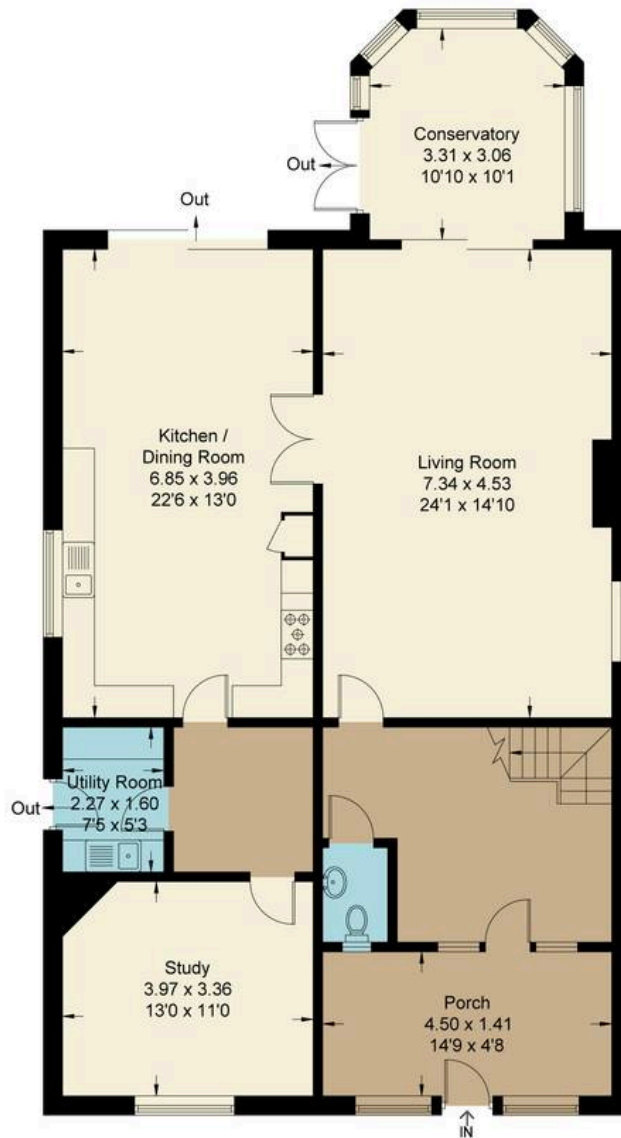 Conservatory
3.31 x 3.06
10'10 x 10'1
Out
Out
Kitchen /
Dining Room
6.85 x 3.96
22'6 x 13'0
Living Room
7.34 x 4.53
24'1 x 14'10
Utility Room
2.27 x 1.60
7'5 x 5'3
Out
Study
3.97 x 3.36
13'0 x 11'0
Porch
4.50 x 1.41
14'9 x 4'8
IN